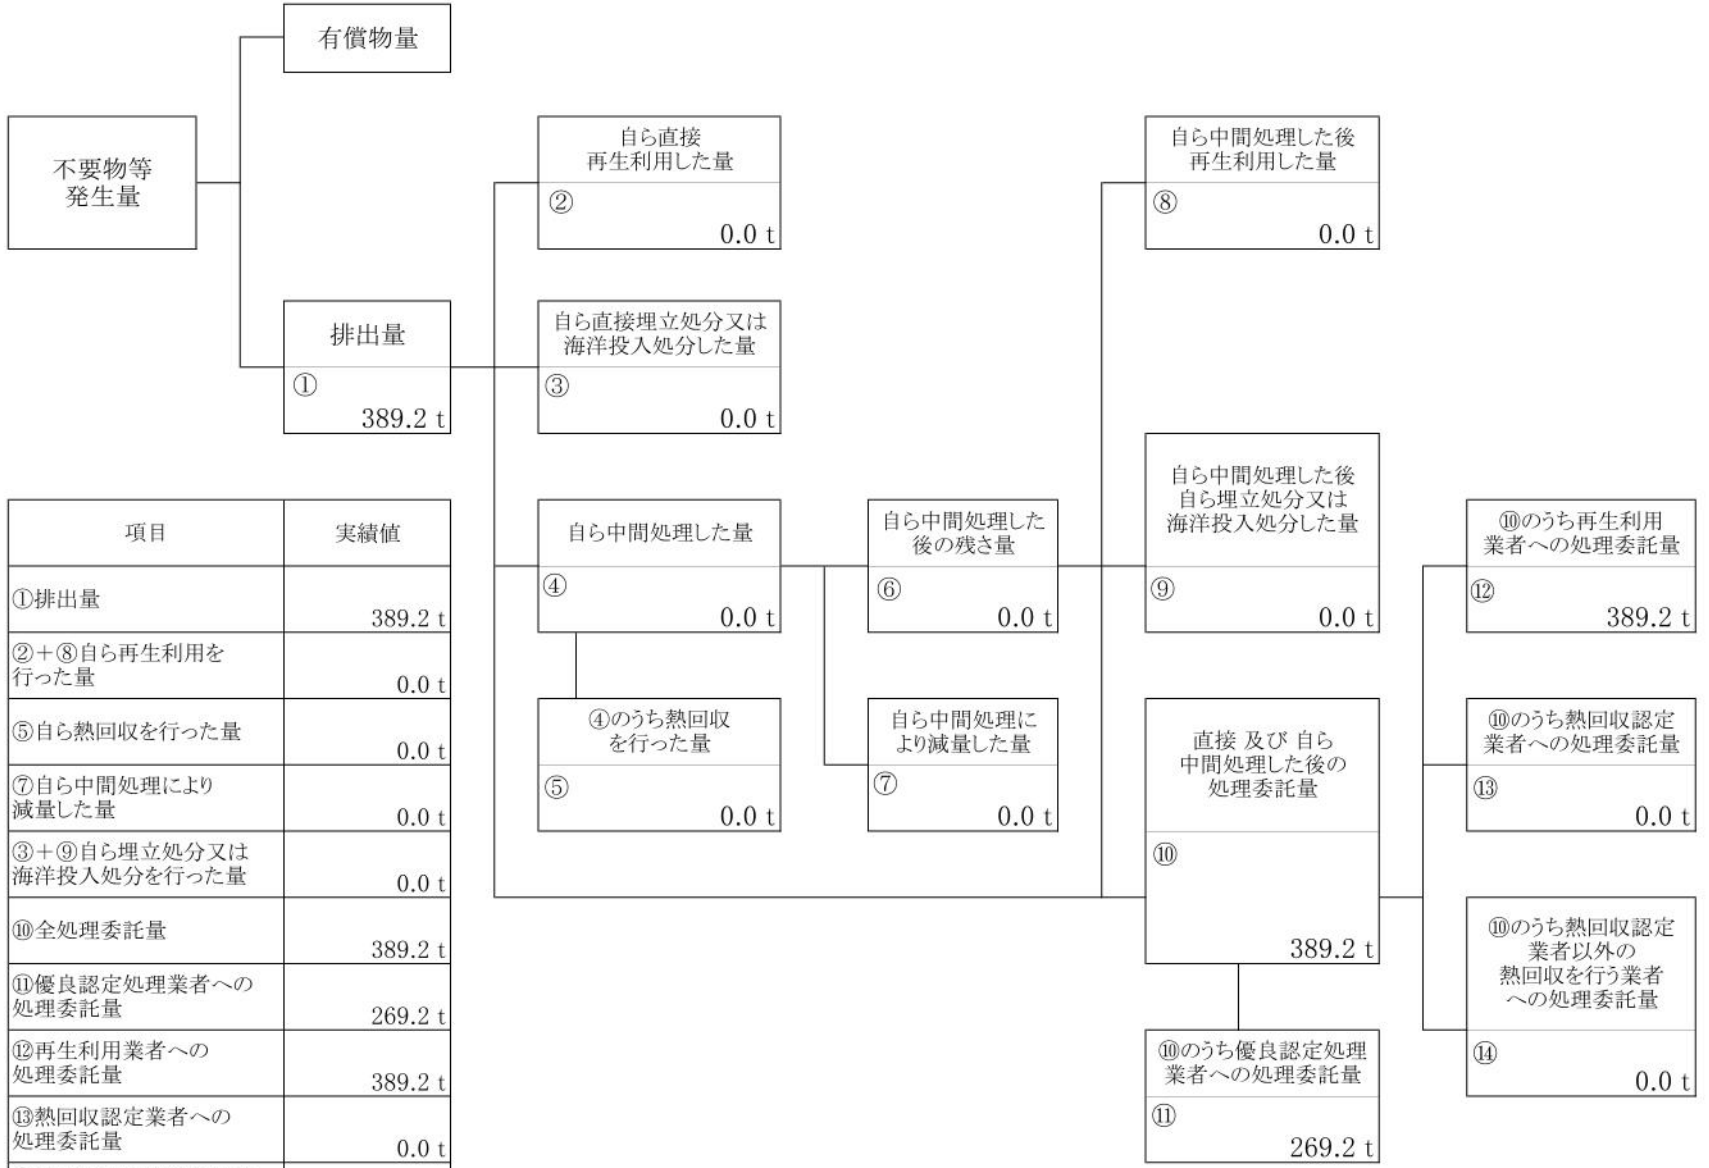 有償物量
不要物等
発生量
自ら直接
再生利用した量
②
0.0 t
自ら中間処理した後
再生利用した量
⑧
0.0 t
排出量
①
389.2 t
自ら直接埋立処分又は
海洋投入処分した量
③
0.0 t
自ら中間処理した量
④
0.0 t
自ら中間処理した
後の残さ量
⑥
0.0 t
自ら中間処理した後
自ら埋立処分又は
海洋投入処分した量
⑨
0.0 t
⑩のうち再生利用
業者への処理委託量
⑫
389.2 t
④のうち熱回収
を行った量
⑤
0.0 t
自ら中間処理に
より減量した量
⑦
0.0 t
直接 及び 自ら
中間処理した後の
処理委託量
⑩
389.2 t
⑩のうち熱回収認定
業者への処理委託量
⑬
0.0 t
⑩のうち熱回収認定
業者以外の
熱回収を行う業者
への処理委託量
⑭
0.0 t
⑩のうち優良認定処理
業者への処理委託量
⑪
269.2 t
項目 実績値
①排出量 389.2 t
②＋⑧自ら再生利用を
行った量 0.0 t
⑤自ら熱回収を行った量 0.0 t
⑦自ら中間処理により
減量した量 0.0 t
③＋⑨自ら埋立処分又は
海洋投入処分を行った量 0.0 t
⑩全処理委託量 389.2 t
⑪優良認定処理業者への
処理委託量 269.2 t
⑫再生利用業者への
処理委託量 389.2 t
⑬熱回収認定業者への
処理委託量 0.0 t